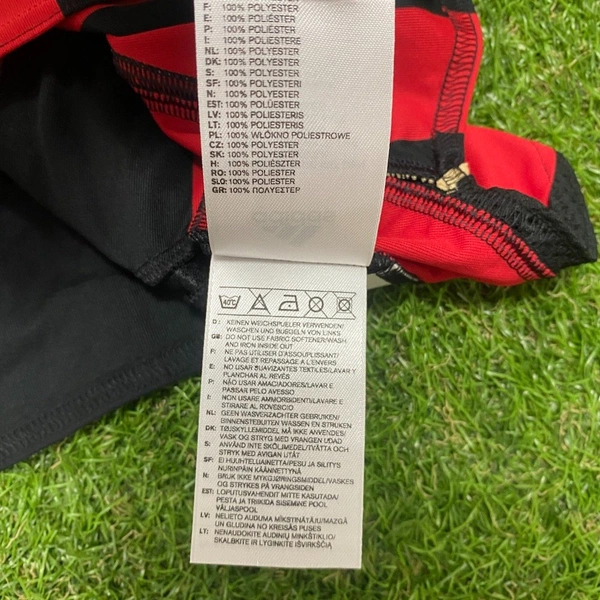 F: 100% POLYESTER
E: 100% POLIESTER
P: 100% POLIESTER
I: 100% POLIESTERE
NL: 100% POLYESTER
DK: 100% POLYESTER
S: 100% POLYESTER
SF: 100% POLYESTERI
N: 100% POLYESTER
EST: 100% POLÜESTER
LV: 100% POLIESTERIS
LT: 100% POLIESTERIS
PL: 100% WŁÓKNO POLIESTROWE
CZ: 100% POLYESTER
SK: 100% POLYESTER
H: 100% POLIÉSZTER
RO: 100% POLIESTER
SLO: 100% POLIESTER
GR: 100% ΠΟΛΥΕΣΤΕΡ
adidas
40°C
D: KEINEN WEICHSPUELER VERWENDEN/
WASCHEN UND BUEGELN VON LINKS
GB: DO NOT USE FABRIC SOFTENER/WASH
AND IRON INSIDE OUT
F: NE PAS UTILISER D'ASSOUPLISSANT/
LAVAGE ET REPASSAGE A L'ENVERS
E: NO USAR SUAVIZANTES TEXTILES/LAVAR Y
PLANCHAR AL REVÉS
P: NÃO USAR AMACIADORES/LAVAR E
PASSAR PELO AVESSO
I: NON USARE AMMORBIDENTI/LAVARE E
STIRARE AL ROVESCIO
NL: GEEN WASVERZACHTER GEBRUIKEN/
BINNENSTEBUITEN WASSEN EN STRIJKEN
DK: TØJSKYLLEMIDDEL MÅ IKKE ANVENDES/
VASK OG STRYG MED VRANGEN UDAD
S: ANVÄND INTE SKÖLJMEDEL/TVÄTTA OCH
STRYK MED AVIGAN UTÅT
SF: EI HUUHTELUAINETTA/PESU JA SILITYS
NURINPÄIN KÄÄNNETTYNÄ
N: BRUK IKKE MYKGJØRINGSMIDDEL/VASKES
OG STRYKES PÅ VRANGSIDEN
EST: LOPUTUSVAHENDIT MITTE KASUTADA/
PESTA JA TRIIKIDA SISEMINE POOL
VÄLJASPOOL
LV: NELIETO AUDUMA MĪKSTINĀTĀJU/MAZGĀ
UN GLUDINA NO KREISĀS PUSES
LT: NENAUDOKITE AUDINIŲ MINKŠTIKLIO/
SKALBKITE IR LYGINKITE IŠVIRKŠČIĄ